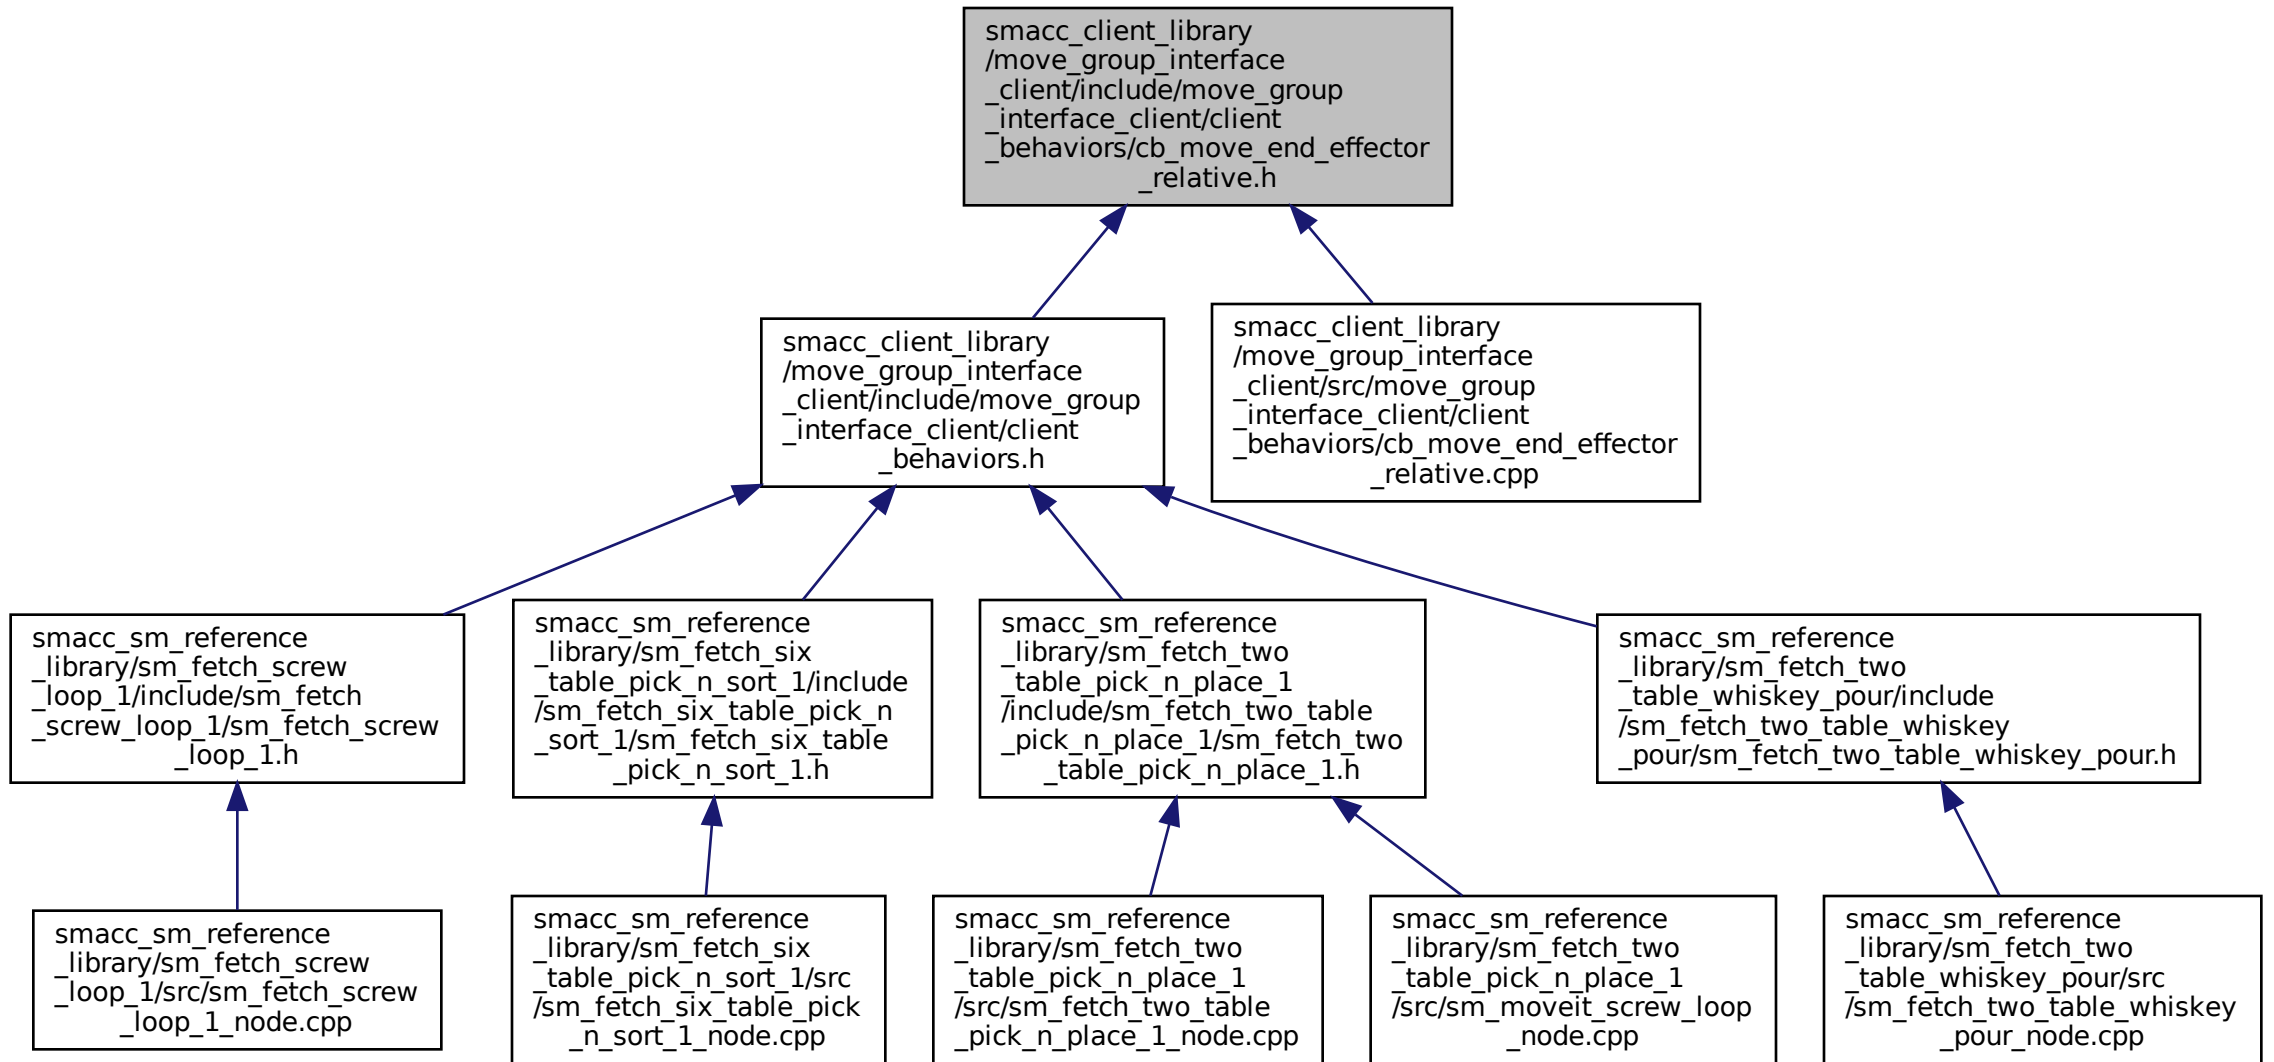 smacc_client_library
/move_group_interface
_client/include/move_group
_interface_client/client
_behaviors/cb_move_end_effector
_relative.h
smacc_client_library
/move_group_interface
_client/include/move_group
_interface_client/client
_behaviors.h
smacc_client_library
/move_group_interface
_client/src/move_group
_interface_client/client
_behaviors/cb_move_end_effector
_relative.cpp
smacc_sm_reference
_library/sm_fetch_screw
_loop_1/include/sm_fetch
_screw_loop_1/sm_fetch_screw
_loop_1.h
smacc_sm_reference
_library/sm_fetch_six
_table_pick_n_sort_1/include
/sm_fetch_six_table_pick_n
_sort_1/sm_fetch_six_table
_pick_n_sort_1.h
smacc_sm_reference
_library/sm_fetch_two
_table_pick_n_place_1
/include/sm_fetch_two_table
_pick_n_place_1/sm_fetch_two
_table_pick_n_place_1.h
smacc_sm_reference
_library/sm_fetch_two
_table_whiskey_pour/include
/sm_fetch_two_table_whiskey
_pour/sm_fetch_two_table_whiskey_pour.h
smacc_sm_reference
_library/sm_fetch_screw
_loop_1/src/sm_fetch_screw
_loop_1_node.cpp
smacc_sm_reference
_library/sm_fetch_six
_table_pick_n_sort_1/src
/sm_fetch_six_table_pick
_n_sort_1_node.cpp
smacc_sm_reference
_library/sm_fetch_two
_table_pick_n_place_1
/src/sm_fetch_two_table
_pick_n_place_1_node.cpp
smacc_sm_reference
_library/sm_fetch_two
_table_pick_n_place_1
/src/sm_moveit_screw_loop
_node.cpp
smacc_sm_reference
_library/sm_fetch_two
_table_whiskey_pour/src
/sm_fetch_two_table_whiskey
_pour_node.cpp